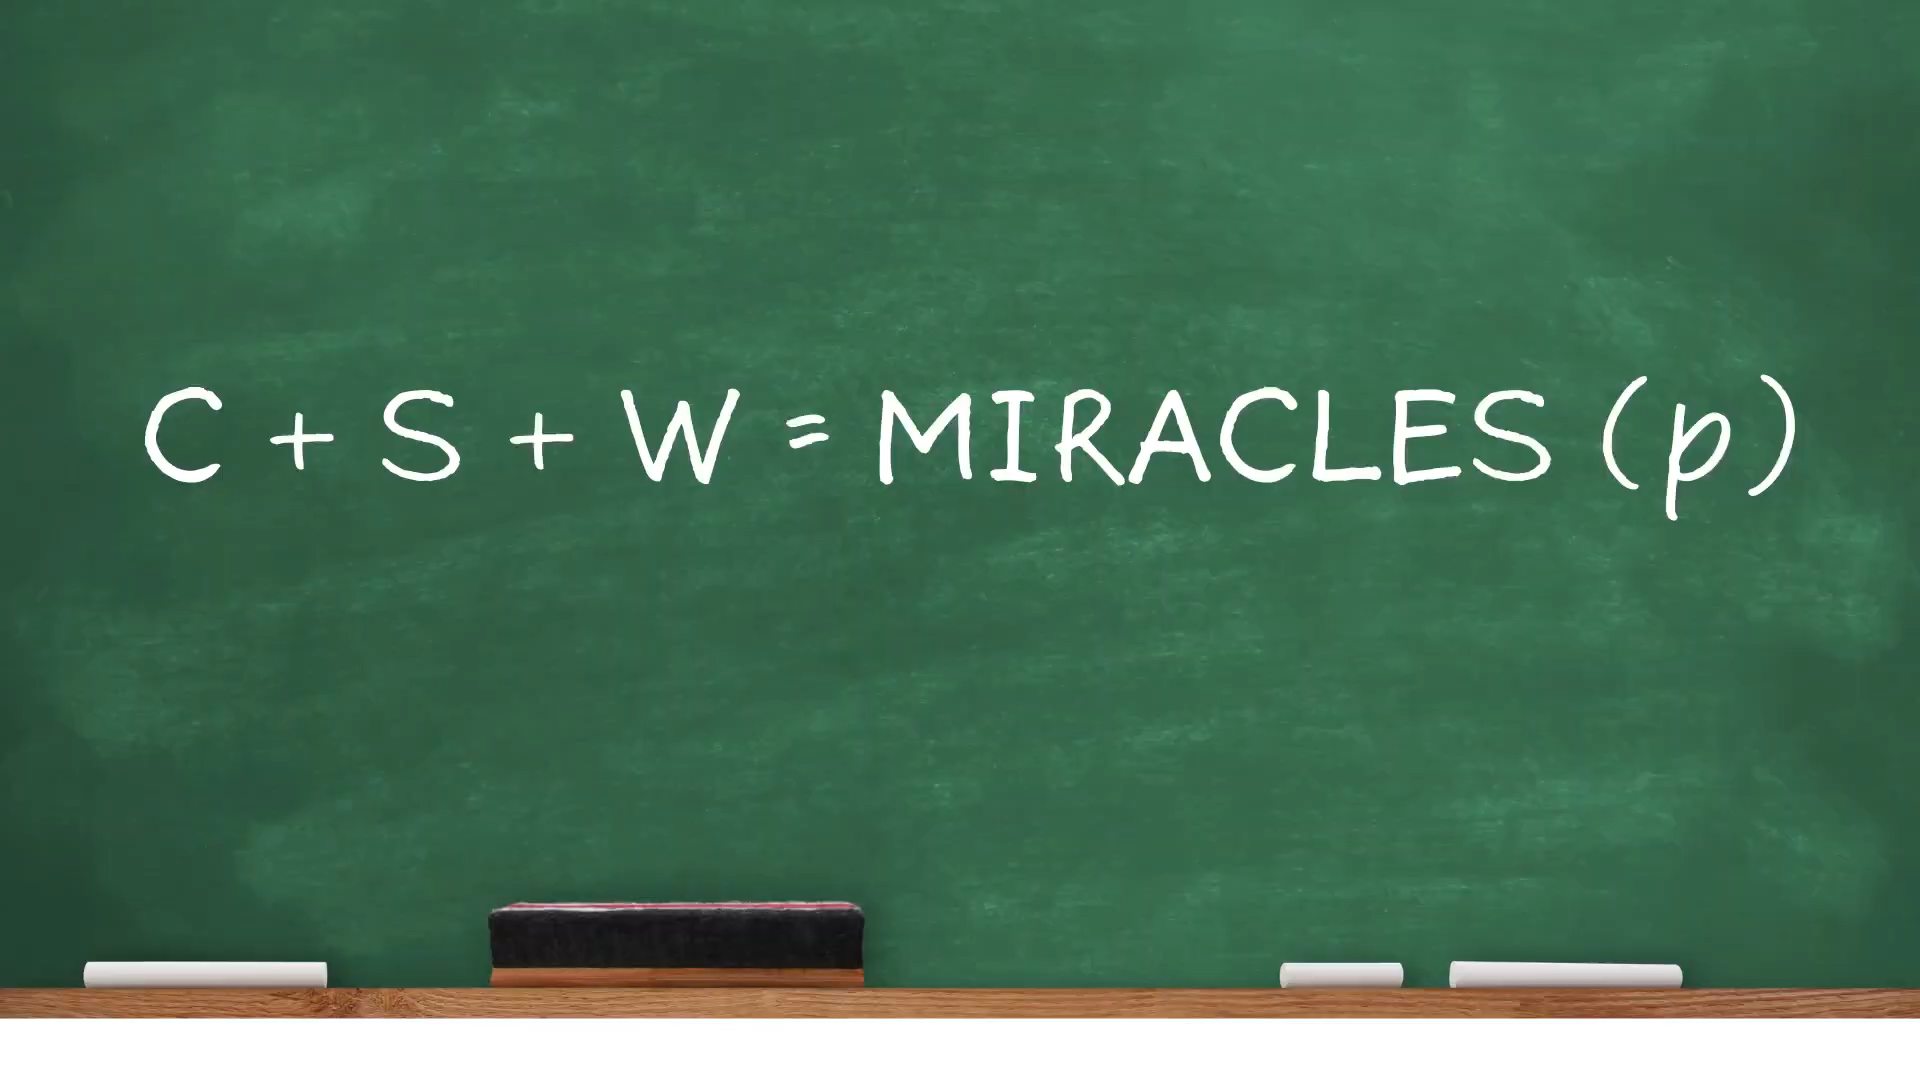 C + S + W = MIRACLES (p)